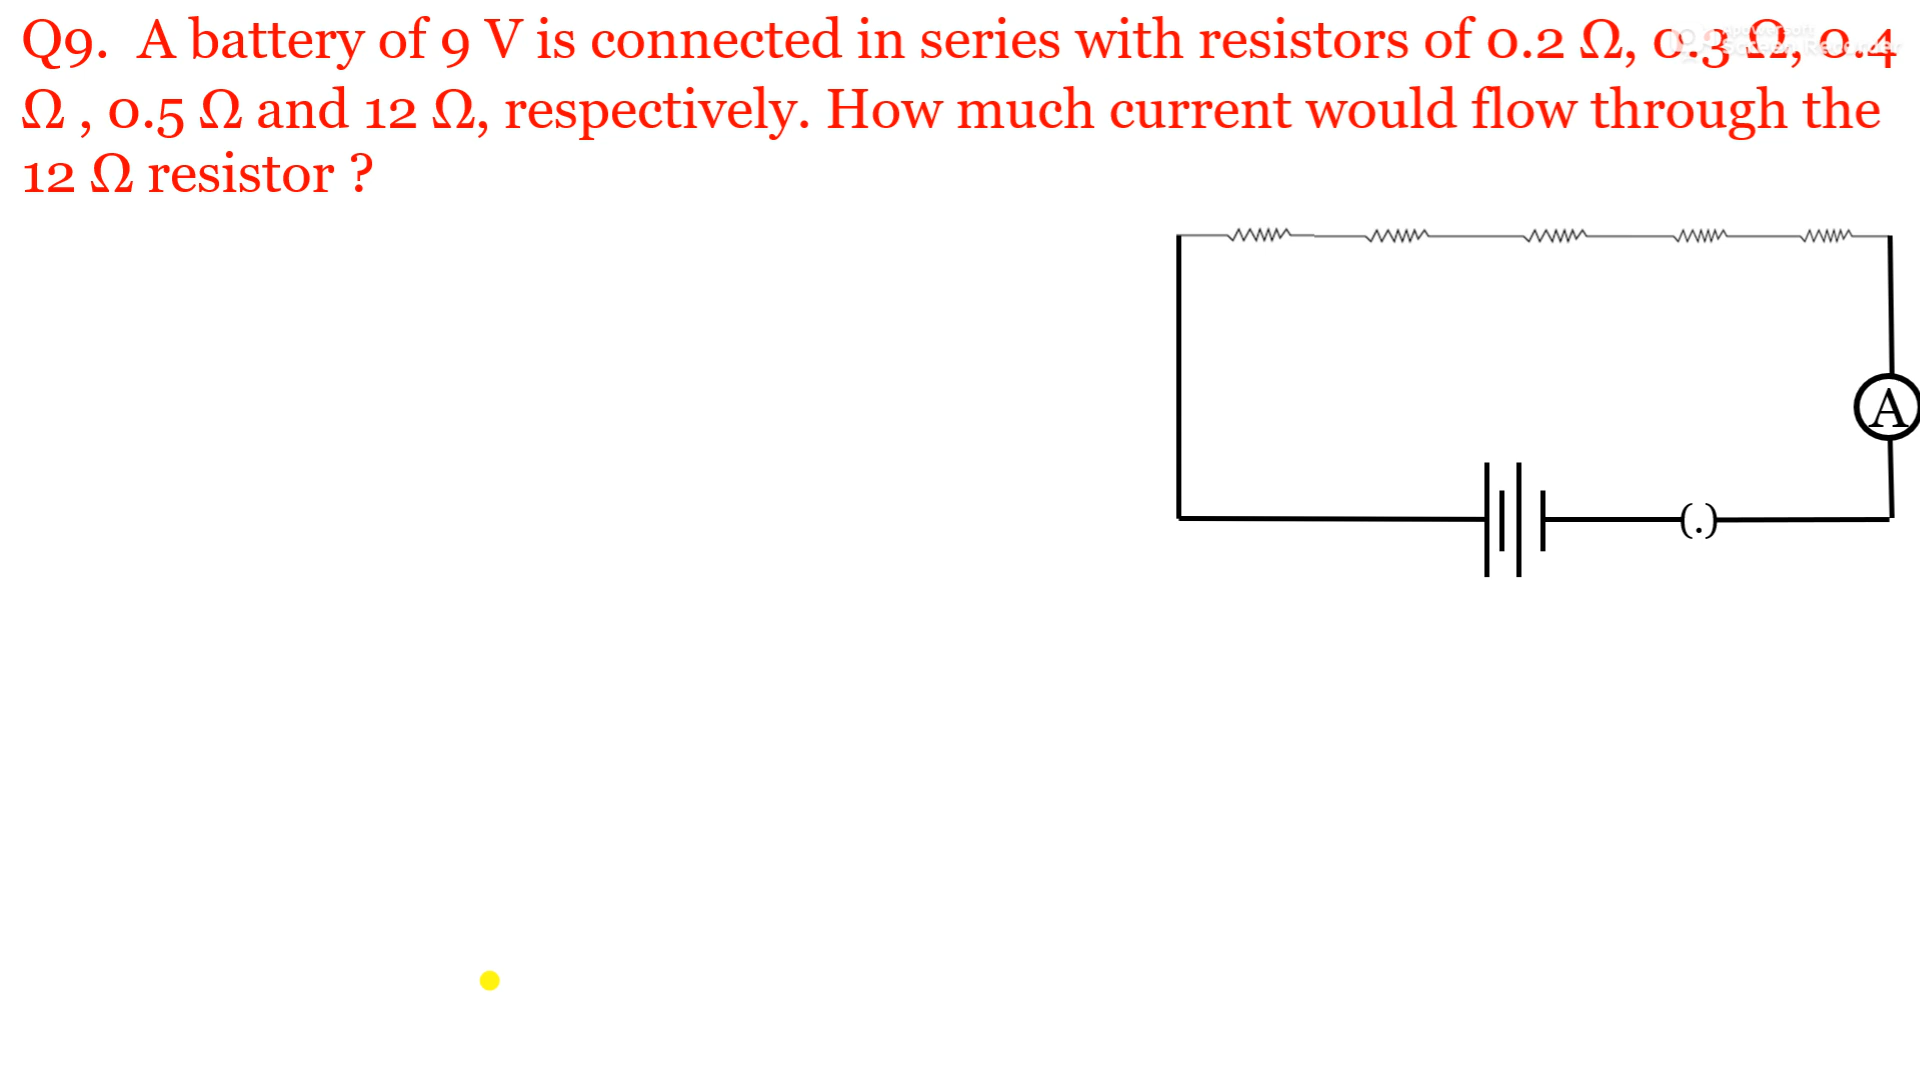 Q9. A battery of 9 V is connected in series with resistors of 0.2 Ω, 0.3 Ω, 0.4
Ω , 0.5 Ω and 12 Ω, respectively. How much current would flow through the
12 Ω resistor ?
A
(.)